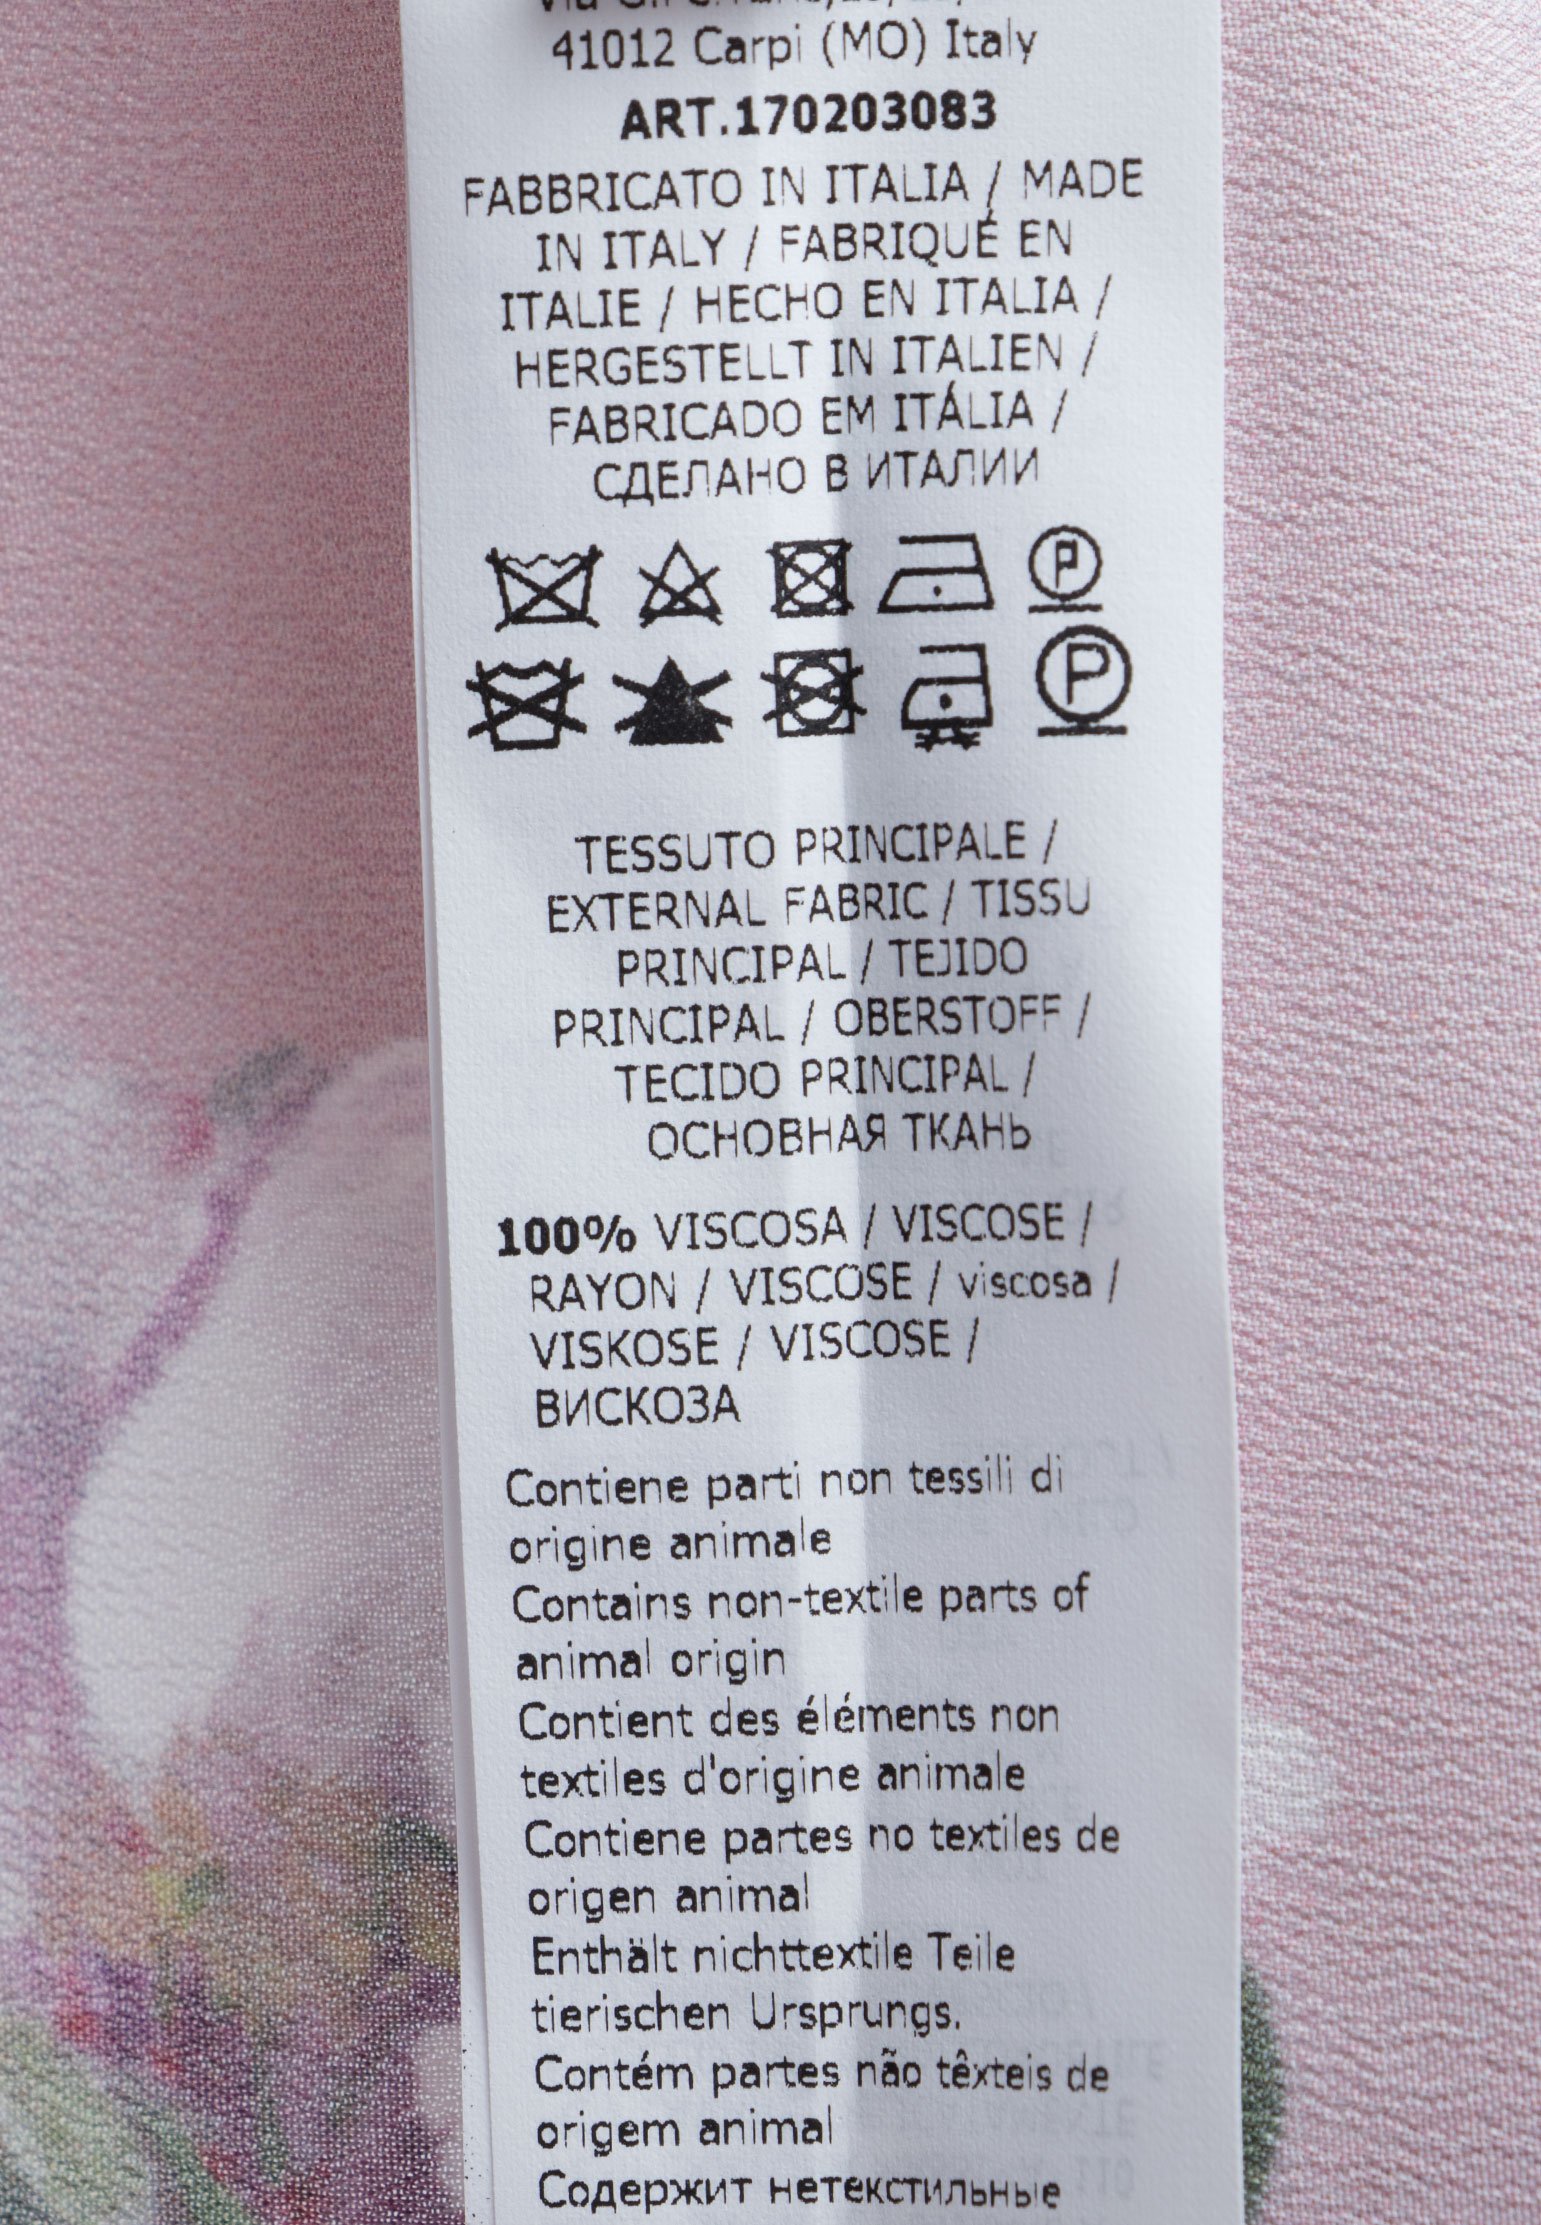 41012 Carpi (MO) Italy
ART.170203083
FABBRICATO IN ITALIA / MADE
IN ITALY / FABRIQUÉ EN
ITALIE / HECHO EN ITALIA /
HERGESTELLT IN ITALIEN /
FABRICADO EM ITÁLIA /
СДЕЛАНО В ИТАЛИИ
P
P
TESSUTO PRINCIPALE /
EXTERNAL FABRIC / TISSU
PRINCIPAL / TEJIDO
PRINCIPAL / OBERSTOFF /
TECIDO PRINCIPAL /
ОСНОВНАЯ ТКАНЬ
100% VISCOSA / VISCOSE /
RAYON / VISCOSE / viscosa /
VISKOSE / VISCOSE /
ВИСКОЗА
Contiene parti non tessili di
origine animale
Contains non-textile parts of
animal origin
Contient des éléments non
textiles d'origine animale
Contiene partes no textiles de
origen animal
Enthält nichttextile Teile
tierischen Ursprungs.
Contém partes não têxteis de
origem animal
Содержит нетекстильные